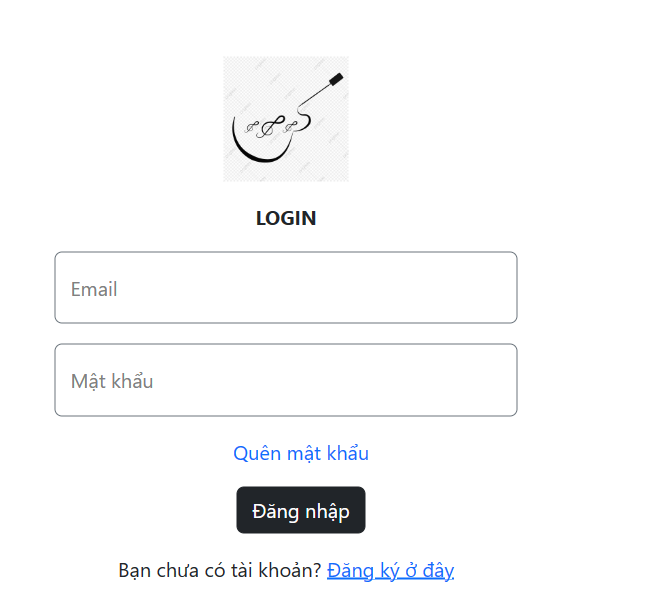 LOGIN
Email
Mật khẩu
Quên mật khẩu
Đăng nhập
Bạn chưa có tài khoản? Đăng ký ở đây